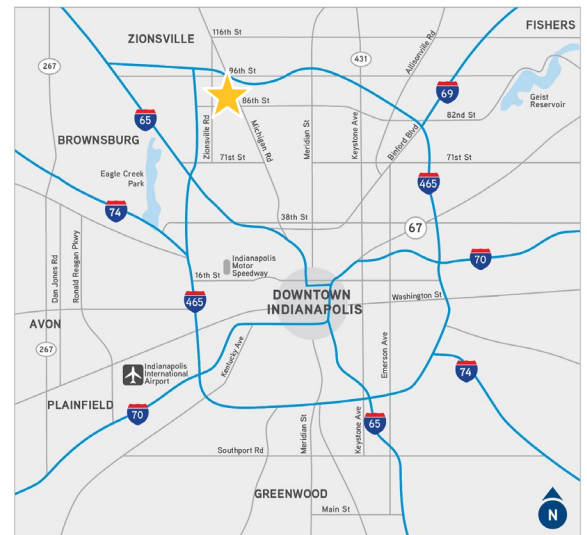 116th St
ZIONSVILLE
FISHERS
Allisonville Rd
431
267
96th St
69
Geist
Reservoir
86th St
82nd St
65
Zionsville Rd
Michigan Rd
Meridian St
Keystone Ave
Binford Blvd
BROWNSBURG
71st St
71st St
Eagle Creek
Park
465
74
38th St
67
Dan Jones Rd
Ronald Reagan Pkwy
Indianapolis
Motor
Speedway
70
16th St
DOWNTOWN
INDIANAPOLIS
Washington St
465
AVON
267
Kentucky Ave
Emerson Ave
Indianapolis
International
Airport
74
PLAINFIELD
70
Meridian St
Keystone Ave
65
Southport Rd
GREENWOOD
Main St
N